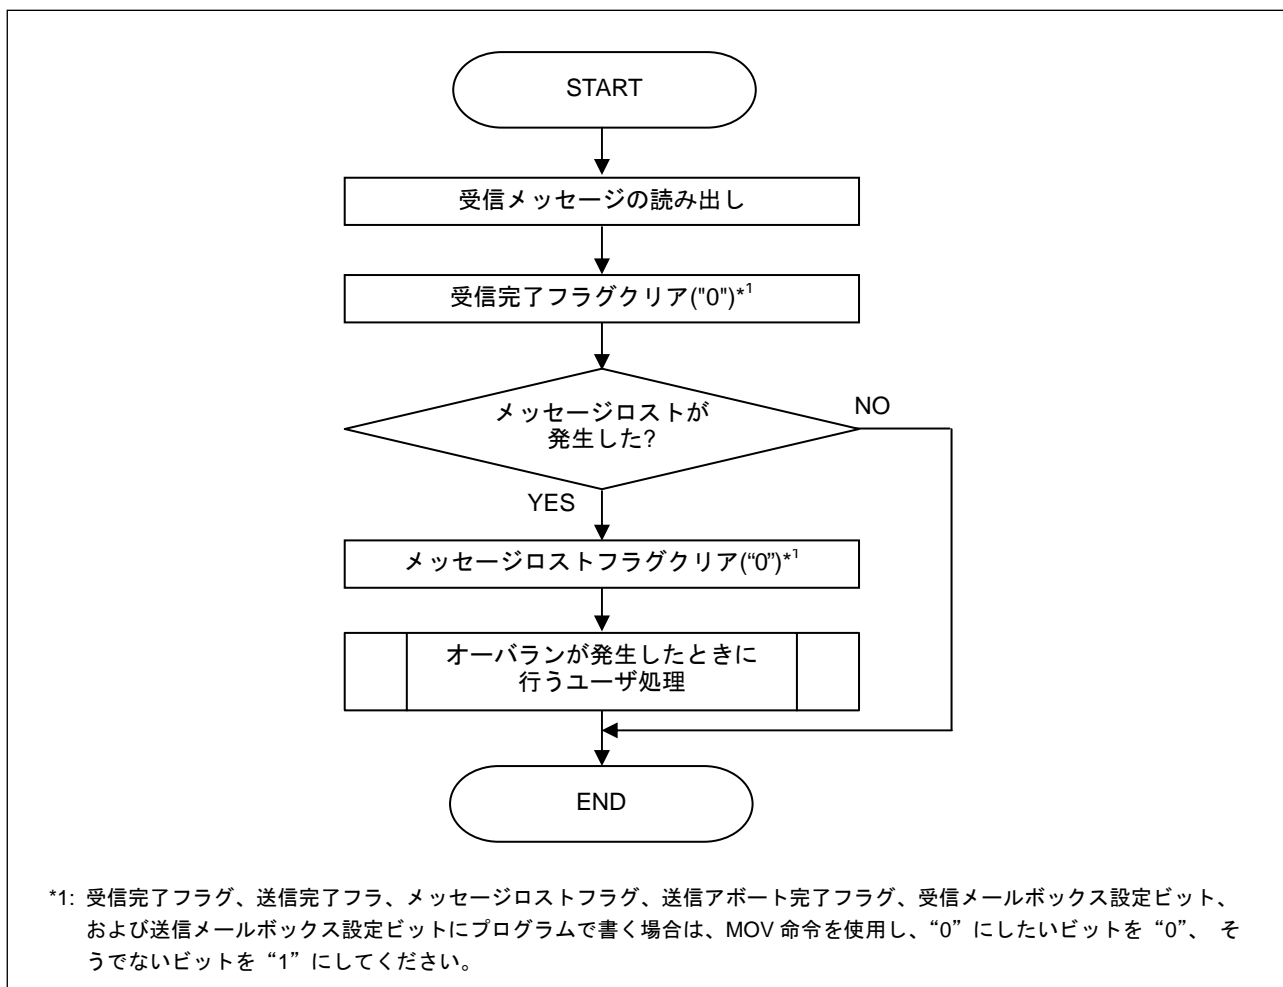 START
受信メッセージの読み出し
受信完了フラグクリア("0")*1
メッセージロストが
発生した?
NO
YES
メッセージロストフラグクリア(“0”)*1
オーバランが発生したときに
行うユーザ処理
END
*1: 受信完了フラグ、送信完了フラ、メッセージロストフラグ、送信アボート完了フラグ、受信メールボックス設定ビット、
および送信メールボックス設定ビットにプログラムで書く場合は、MOV 命令を使用し、“0” にしたいビットを “0”、 そ
うでないビットを “1” にしてください。